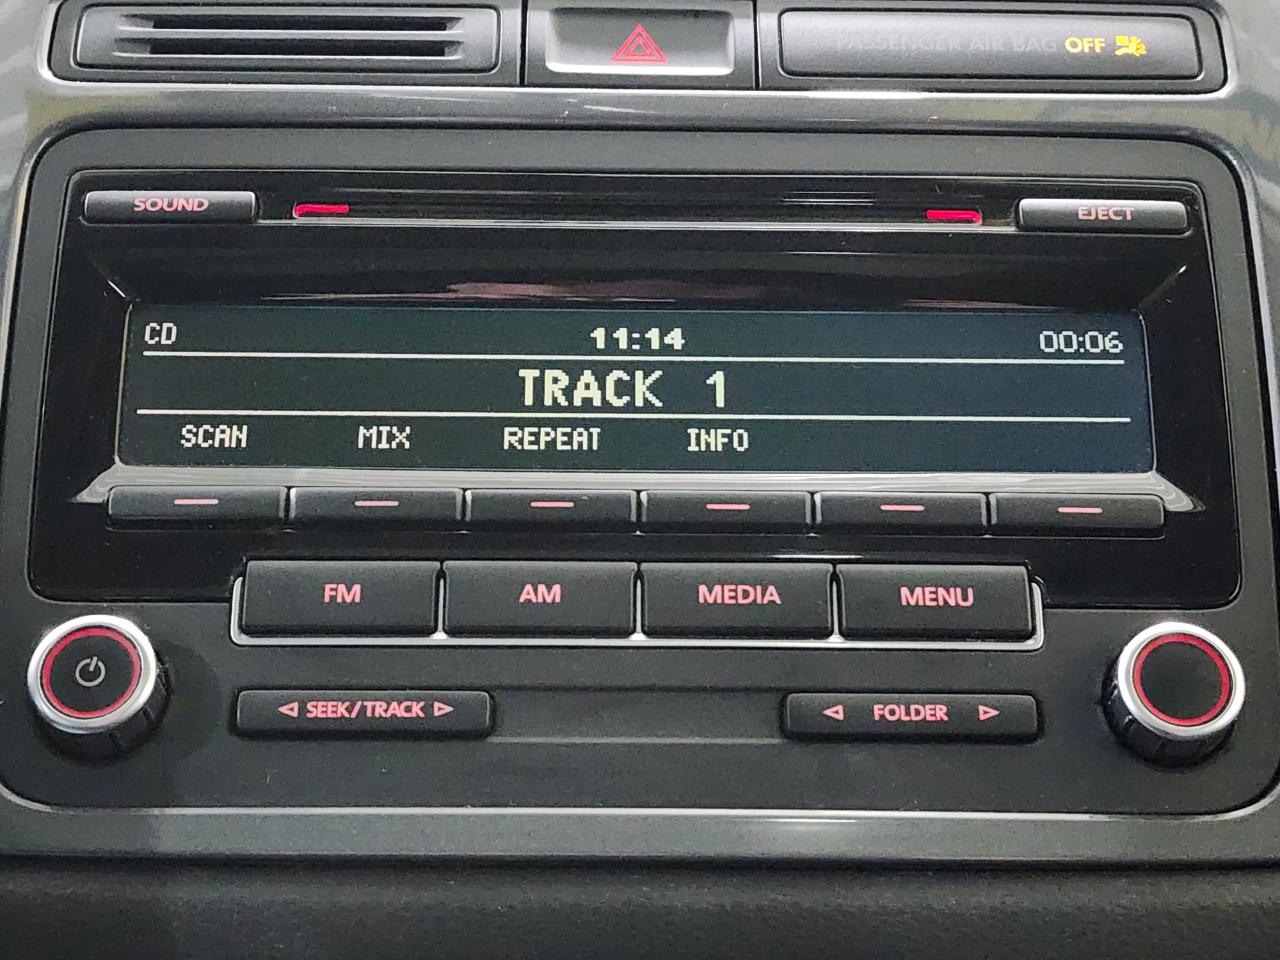 PASSENGER AIR BAG OFF
SOUND
EJECT
CD 11:14 00:06
TRACK 1
SCAN MIX REPEAT INFO
FM AM MEDIA MENU
SEEK/TRACK FOLDER